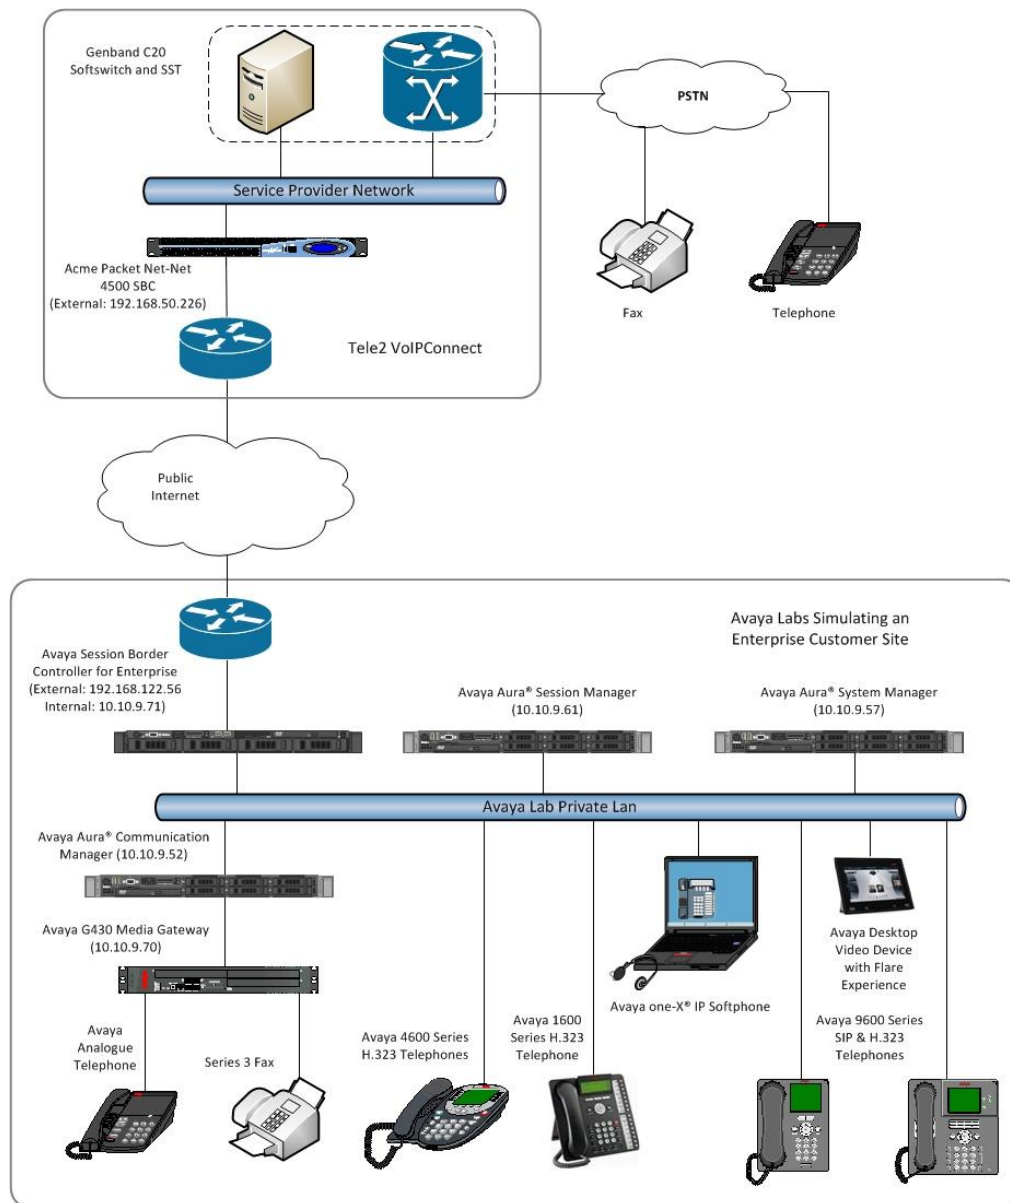 Genband C20
Softswitch and SST
PSTN
Service Provider Network
Acme Packet Net-Net
4500 SBC
(External: 192.168.50.226)
Fax
Telephone
Tele2 VoIPConnect
Public
Internet
Avaya Labs Simulating an
Enterprise Customer Site
Avaya Session Border
Controller for Enterprise
(External: 192.168.122.56
Internal: 10.10.9.71)
Avaya Aura® Session Manager
(10.10.9.61)
Avaya Aura® System Manager
(10.10.9.57)
Avaya Lab Private Lan
Avaya Aura® Communication
Manager (10.10.9.52)
Avaya G430 Media Gateway
(10.10.9.70)
Avaya
Analogue
Telephone
Series 3 Fax
Avaya 4600 Series
H.323 Telephones
Avaya 1600
Series H.323
Telephone
Avaya one-X® IP Softphone
Avaya Desktop
Video Device
with Flare
Experience
Avaya 9600 Series
SIP & H.323
Telephones